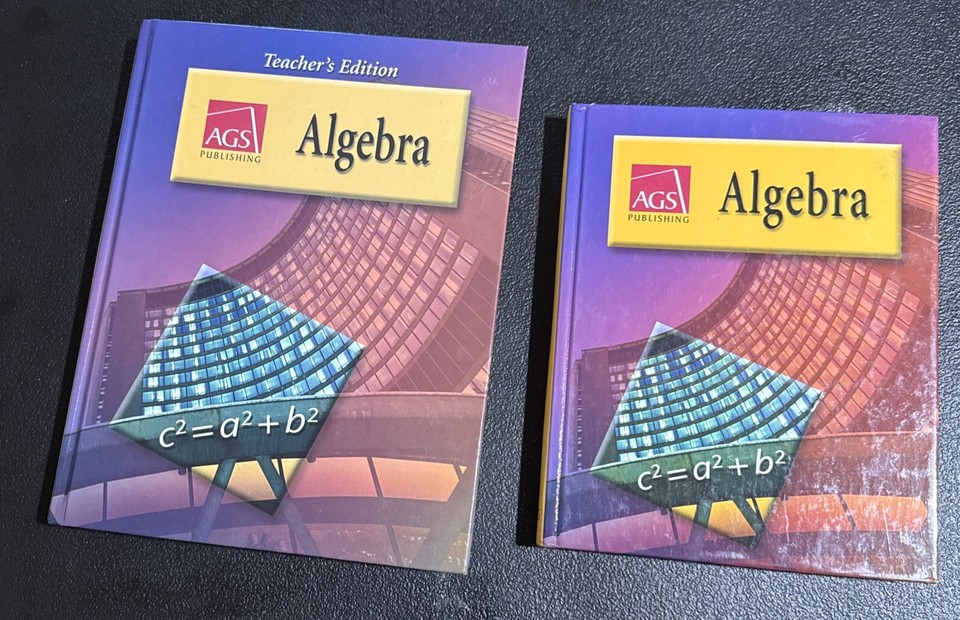 Teacher's Edition
AGS
PUBLISHING
Algebra
c² = a² + b²
AGS
PUBLISHING
Algebra
c² = a² + b²